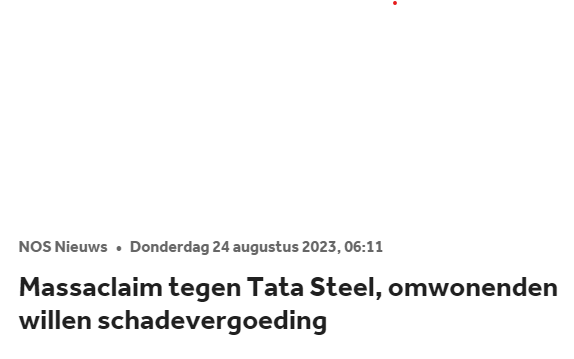 NOS Nieuws • Donderdag 24 augustus 2023, 06:11
Massaclaim tegen Tata Steel, omwonenden
willen schadevergoeding